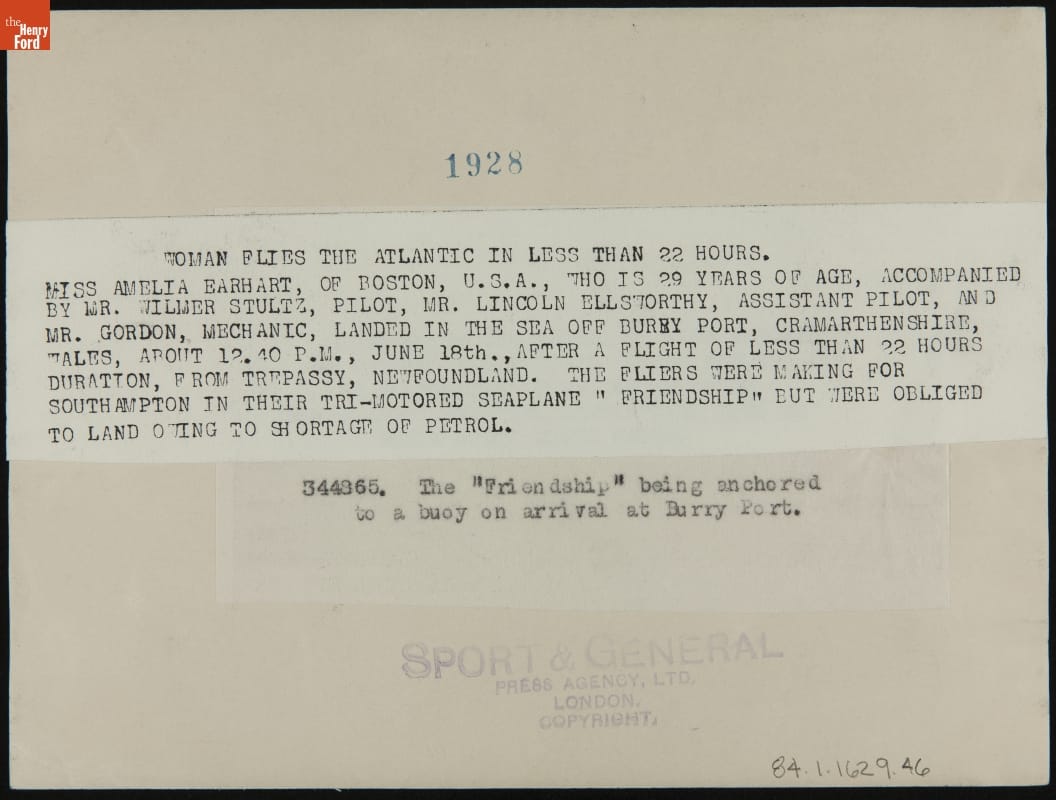 the
Henry
Ford
1928
WOMAN FLIES THE ATLANTIC IN LESS THAN 22 HOURS.
MISS AMELIA EARHART, OF BOSTON, U.S.A., WHO IS 29 YEARS OF AGE, ACCOMPANIED
BY MR. WILMER STULTZ, PILOT, MR. LINCOLN ELLSWORTHY, ASSISTANT PILOT, AND
MR. GORDON, MECHANIC, LANDED IN THE SEA OFF BURRY PORT, CRAMARTHENSHIRE,
WALES, ABOUT 12.40 P.M., JUNE 18th., AFTER A FLIGHT OF LESS THAN 22 HOURS
DURATION, FROM TREPASSY, NEWFOUNDLAND. THE FLIERS WERE MAKING FOR
SOUTHAMPTON IN THEIR TRI-MOTORED SEAPLANE " FRIENDSHIP" BUT WERE OBLIGED
TO LAND OWING TO SHORTAGE OF PETROL.
344865. The "Friendship" being anchored
to a buoy on arrival at Burry Port.
SPORT & GENERAL
PRESS AGENCY, LTD.
LONDON.
COPYRIGHT.
84.1.1629.46